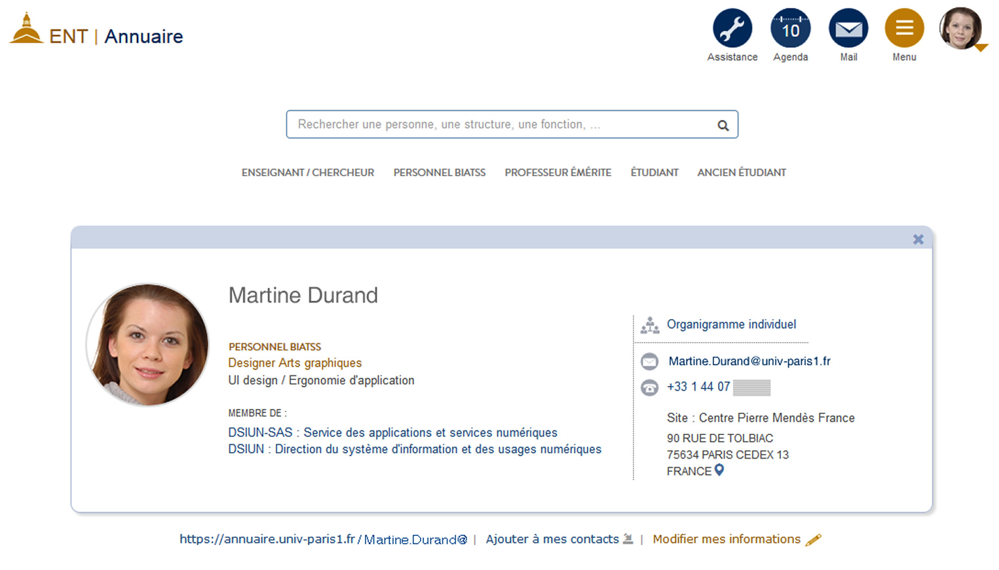 ENT | Annuaire
10
Assistance
Agenda
Mail
Menu
Rechercher une personne, une structure, une fonction, ...
ENSEIGNANT / CHERCHEUR
PERSONNEL BIATSS
PROFESSEUR ÉMÉRITE
ÉTUDIANT
ANCIEN ÉTUDIANT
Martine Durand
PERSONNEL BIATSS
Designer Arts graphiques
UI design / Ergonomie d'application
MEMBRE DE :
DSIUN-SAS : Service des applications et services numériques
DSIUN : Direction du système d'information et des usages numériques
Organigramme individuel
Martine.Durand@univ-paris1.fr
+33 1 44 07
Site : Centre Pierre Mendès France
90 RUE DE TOLBIAC
75634 PARIS CEDEX 13
FRANCE
https://annuaire.univ-paris1.fr/Martine.Durand@ | Ajouter à mes contacts | Modifier mes informations